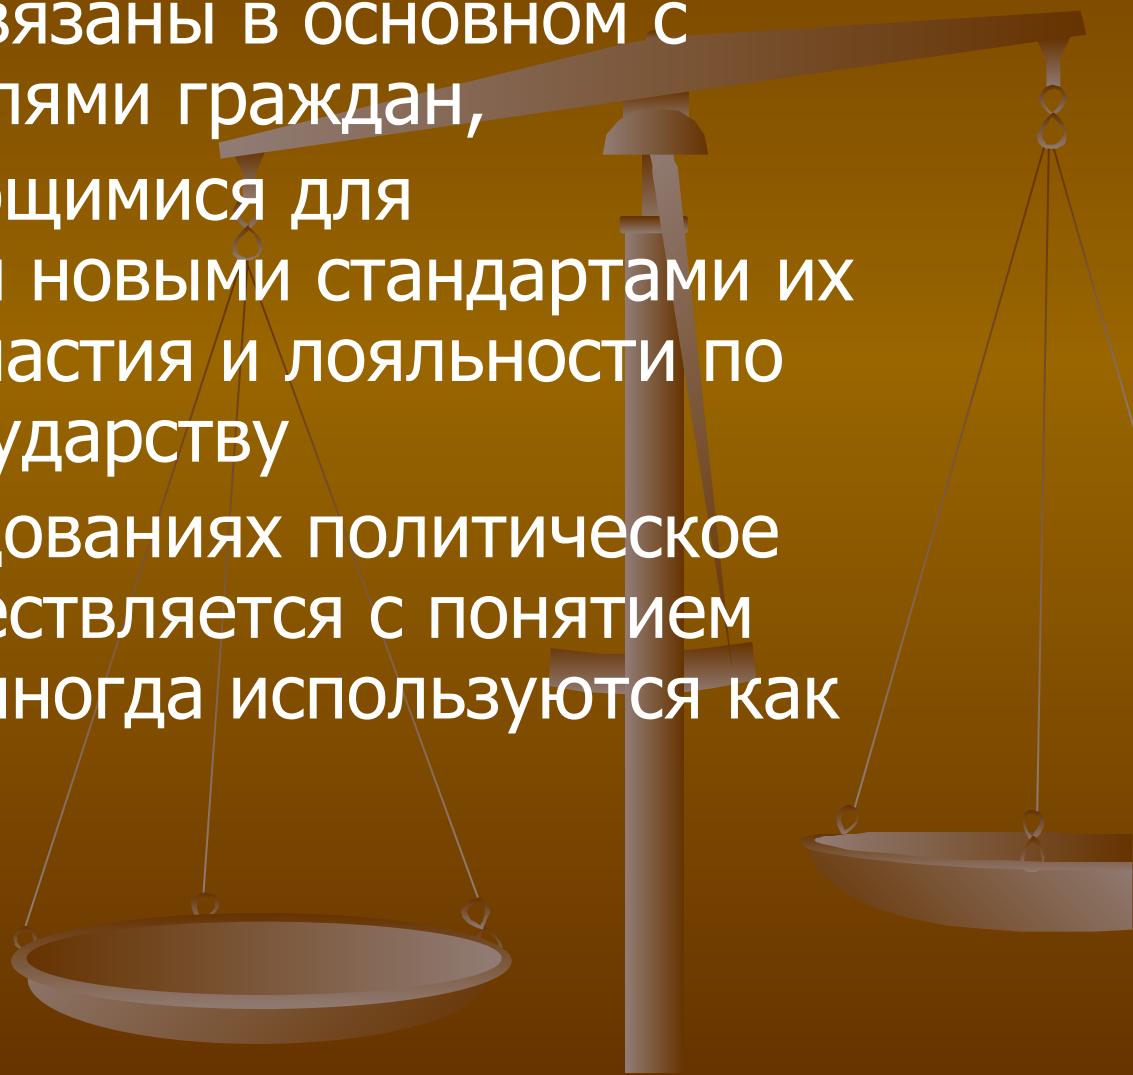 вязаны в основном с
лями граждан,
ющимися для
новыми стандартами их
частия и лояльности по
ударству
дованиях политическое
ествляется с понятием
иногда используются как